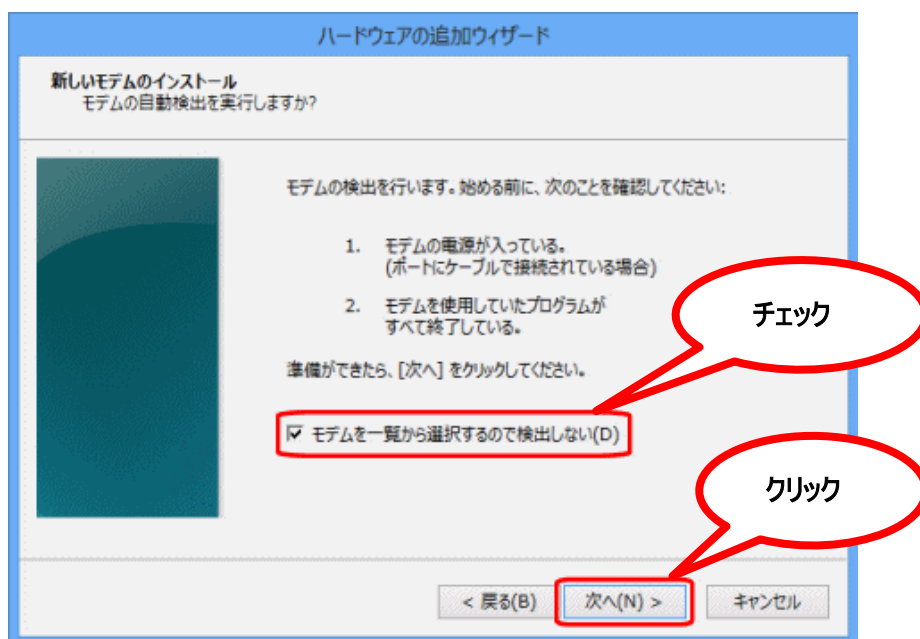 ハードウェアの追加ウィザード
新しいモデムのインストール
モデムの自動検出を実行しますか?
モデムの検出を行います。始める前に、次のことを確認してください:
1. モデムの電源が入っている。
(ポートにケーブルで接続されている場合)
2. モデムを使用していたプログラムが
すべて終了している。
チェック
準備ができたら、[次へ] をクリックしてください。
モデムを一覧から選択するので検出しない(D)
クリック
< 戻る(B) 次へ(N) > キャンセル